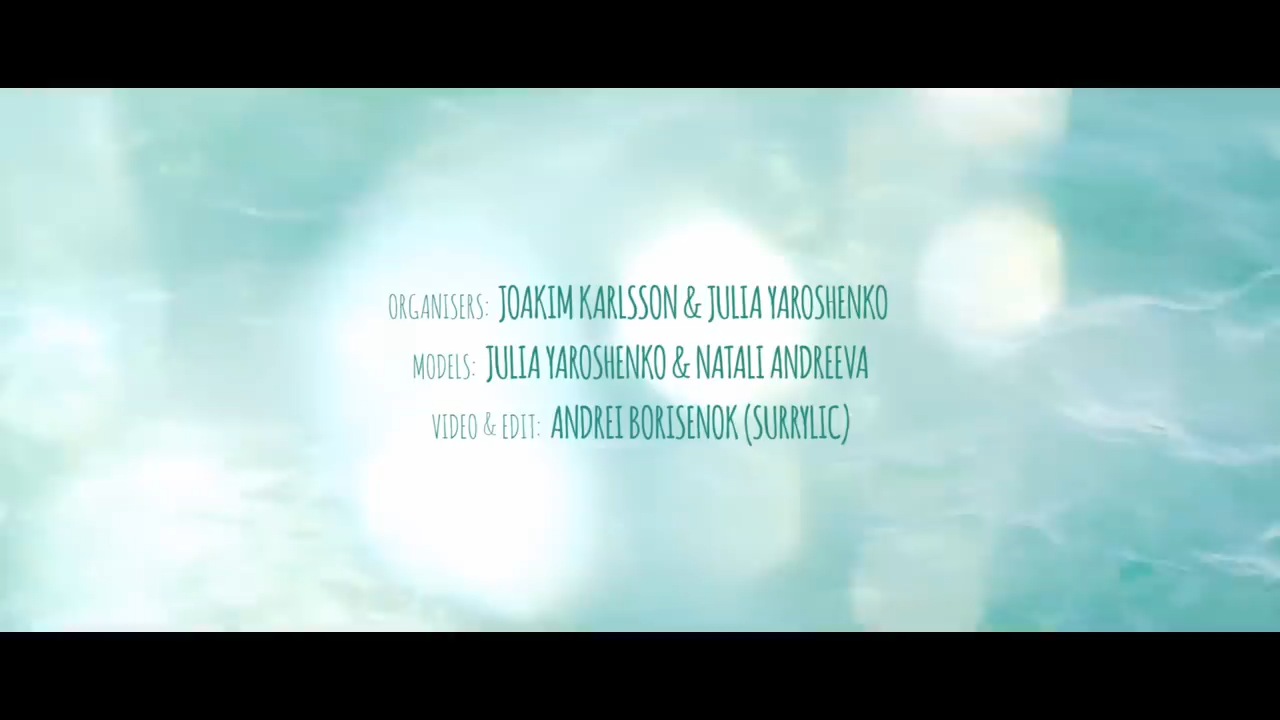 ORGANISERS: JOAKIM KARLSSON & JULIA YAROSHENKO
MODELS: JULIA YAROSHENKO & NATALI ANDREEVA
VIDEO & EDIT: ANDREI BORISENOK (SURRYLIC)